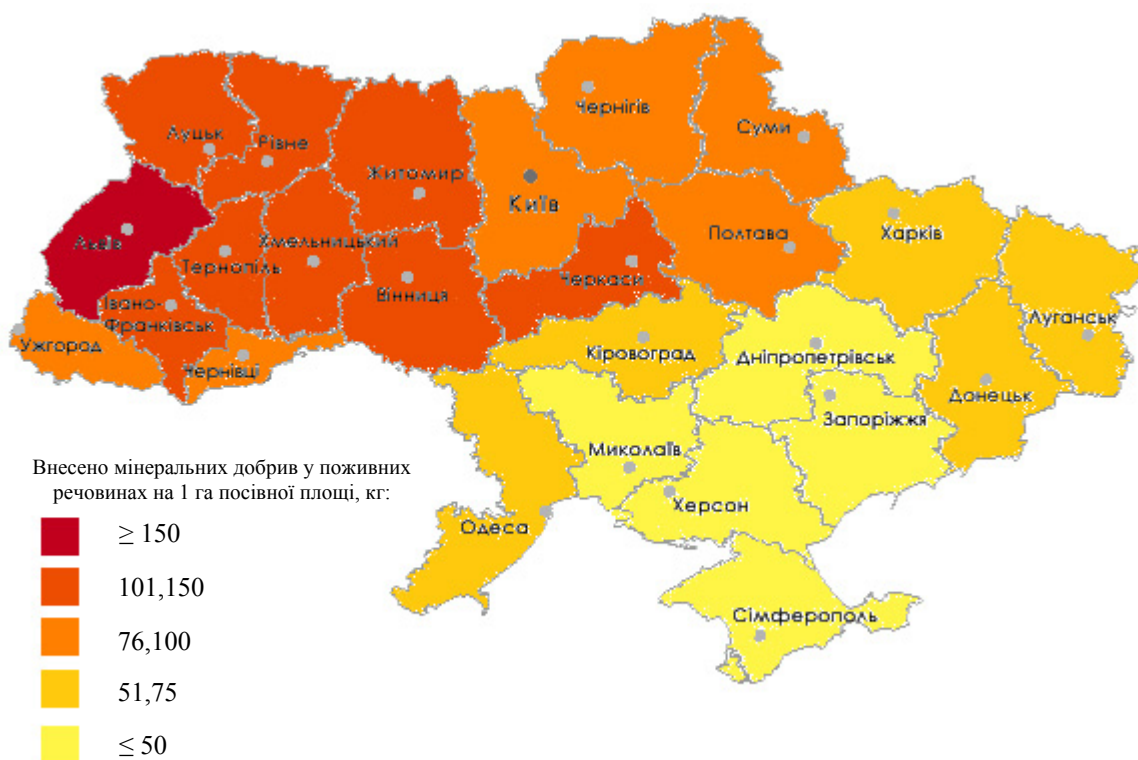 Чернігів
Суми
Луцьк
Рівне
Житомир
Київ
Львів
Тернопіль
Хмельницький
Вінниця
Черкаси
Полтава
Харків
Івано-
Франківськ
Ужгород
Чернівці
Кіровоград
Дніпропетрівськ
Луганськ
Донецьк
Запоріжжя
Миколаїв
Херсон
Одеса
Сімферополь
Внесено мінеральних добрив у поживних
речовинах на 1 га посівної площі, кг:
≥ 150
101,150
76,100
51,75
≤ 50